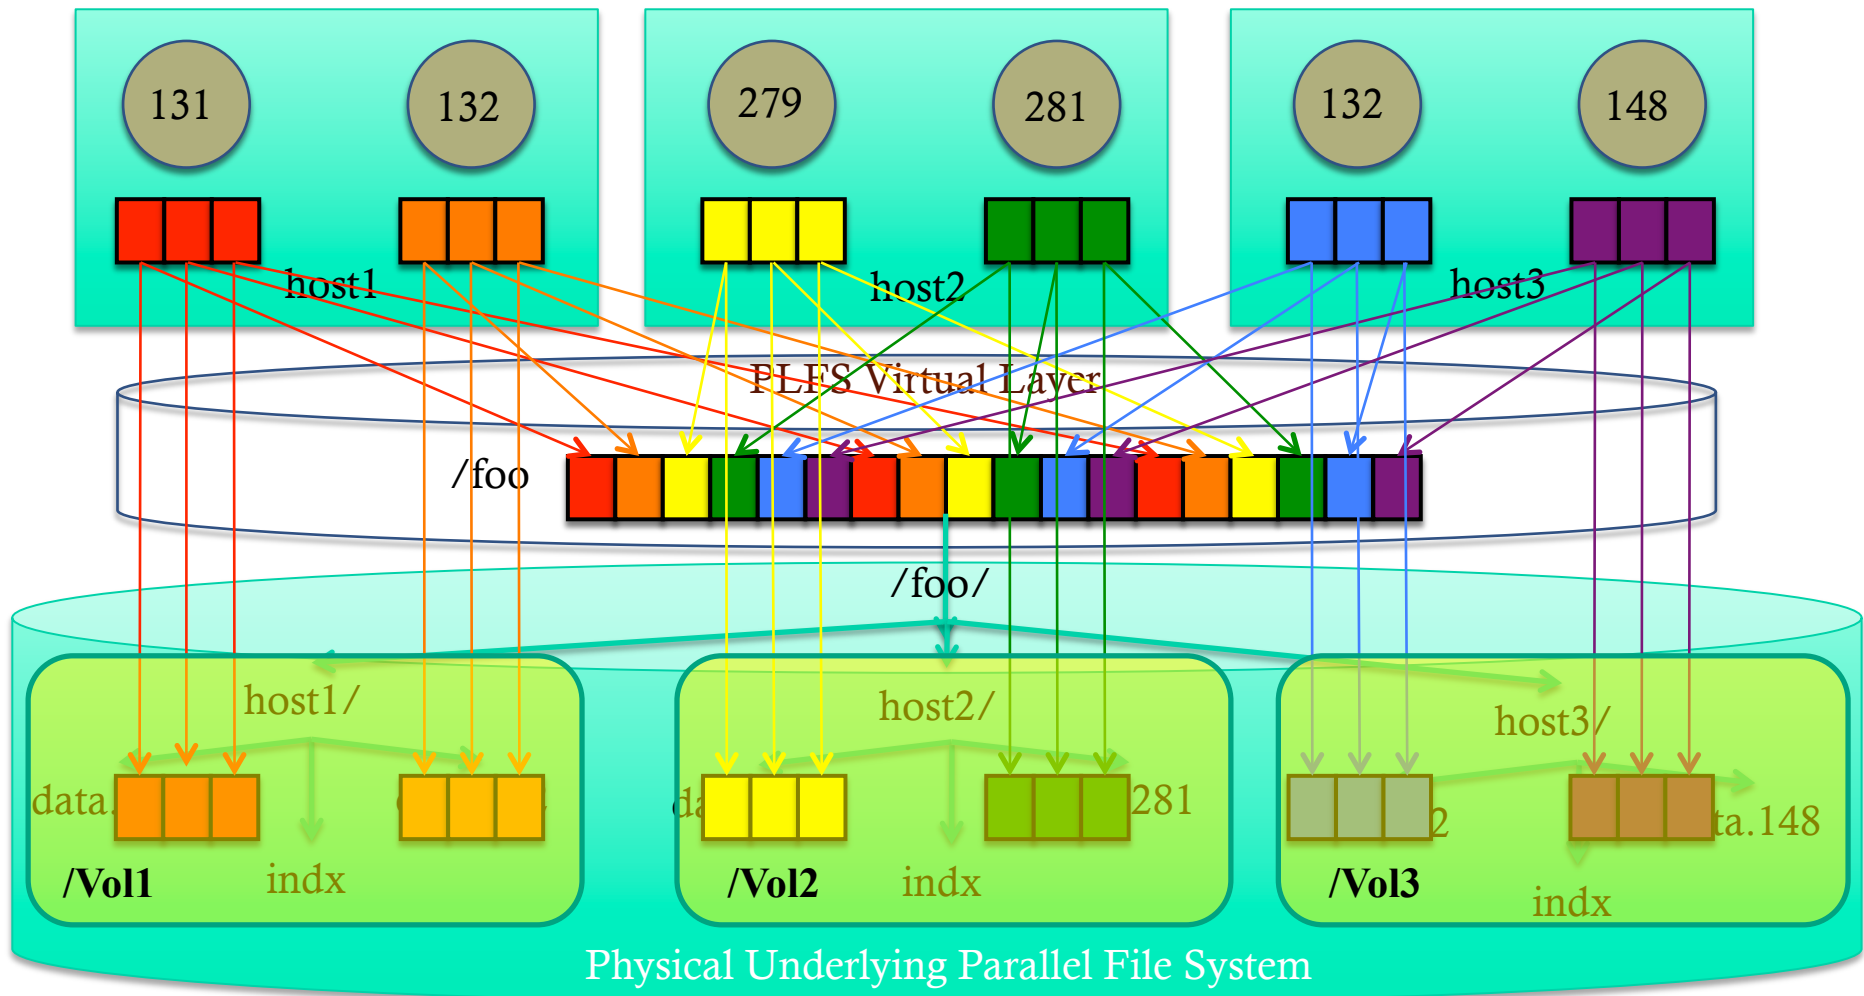 131
132
279
281
132
148
host1
host2
host3
PLFS Virtual Layer
/foo
/foo/
host1/
host2/
host3/
data.
281
ta.148
/Vol1
indx
/Vol2
indx
/Vol3
indx
Physical Underlying Parallel File System